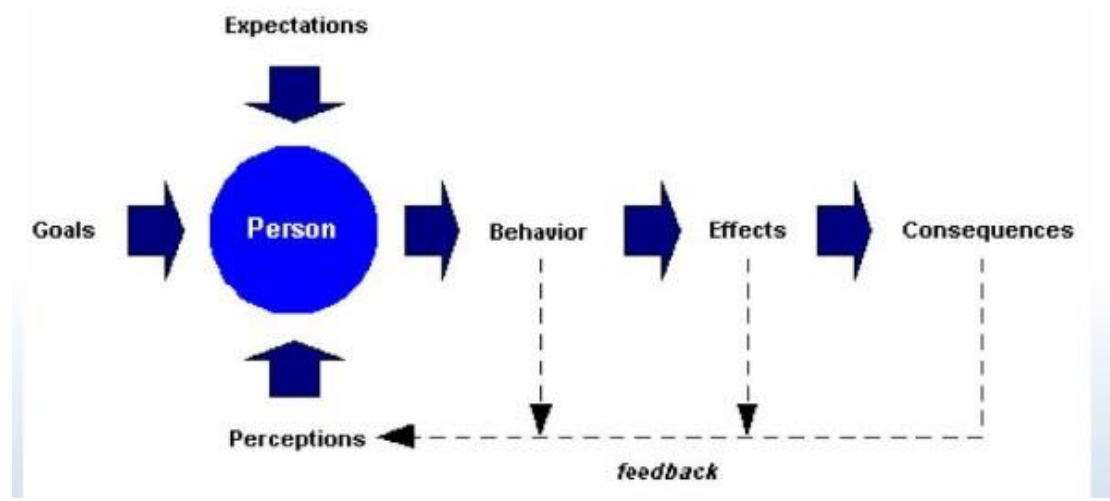 Expectations
Goals
Person
Behavior
Effects
Consequences
Perceptions
feedback